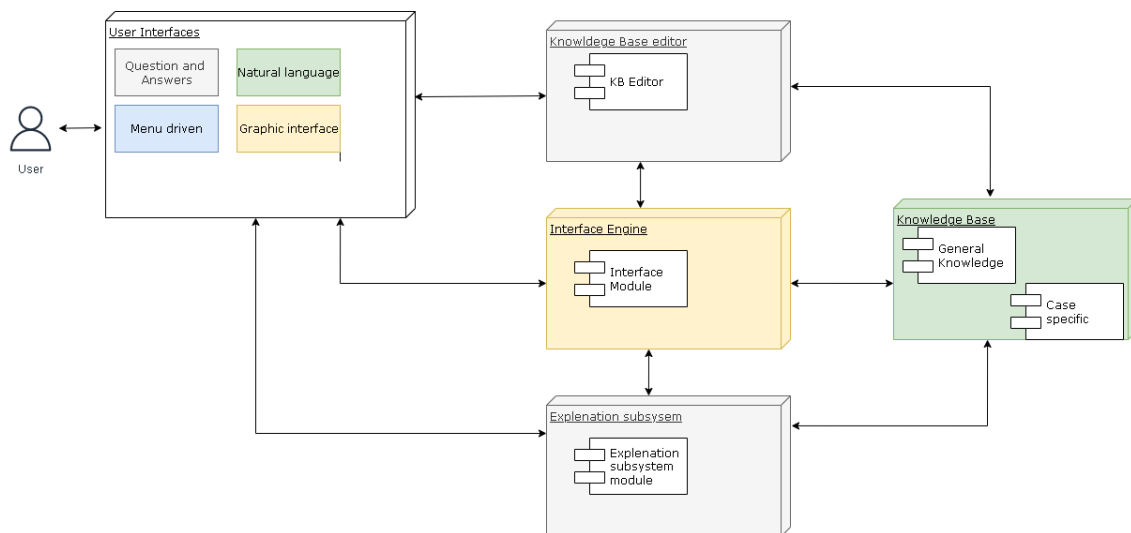 User Interfaces
Question and
Answers
Natural language
Menu driven
Graphic interface
User
Knowldege Base editor
KB Editor
Interface Engine
Interface
Module
Knowledge Base
General
Knowledge
Case
specific
Explenation subsysem
Explenation
subsystem
module